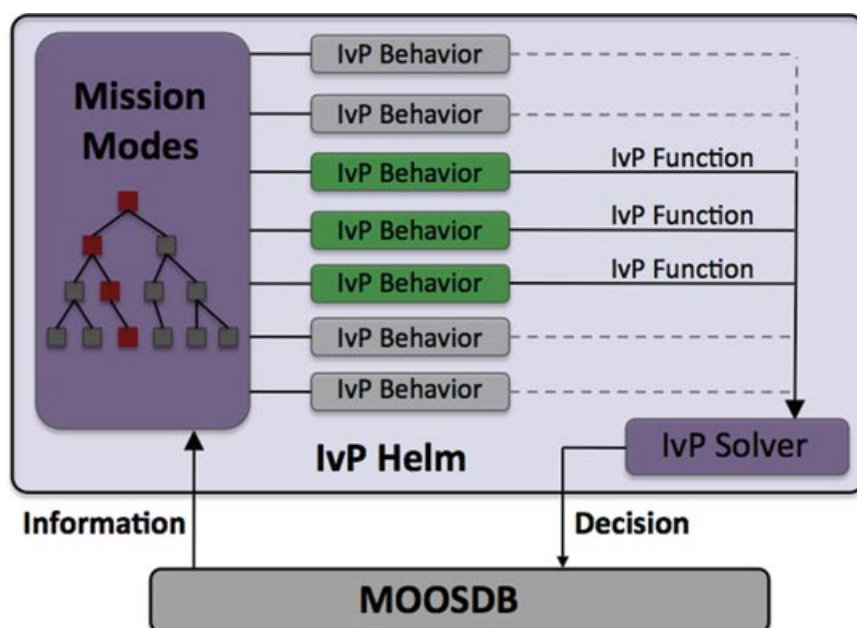 Mission
Modes
IvP Behavior
IvP Behavior
IvP Behavior
IvP Function
IvP Behavior
IvP Function
IvP Behavior
IvP Function
IvP Behavior
IvP Behavior
IvP Helm
IvP Solver
Information
Decision
MOOSDB